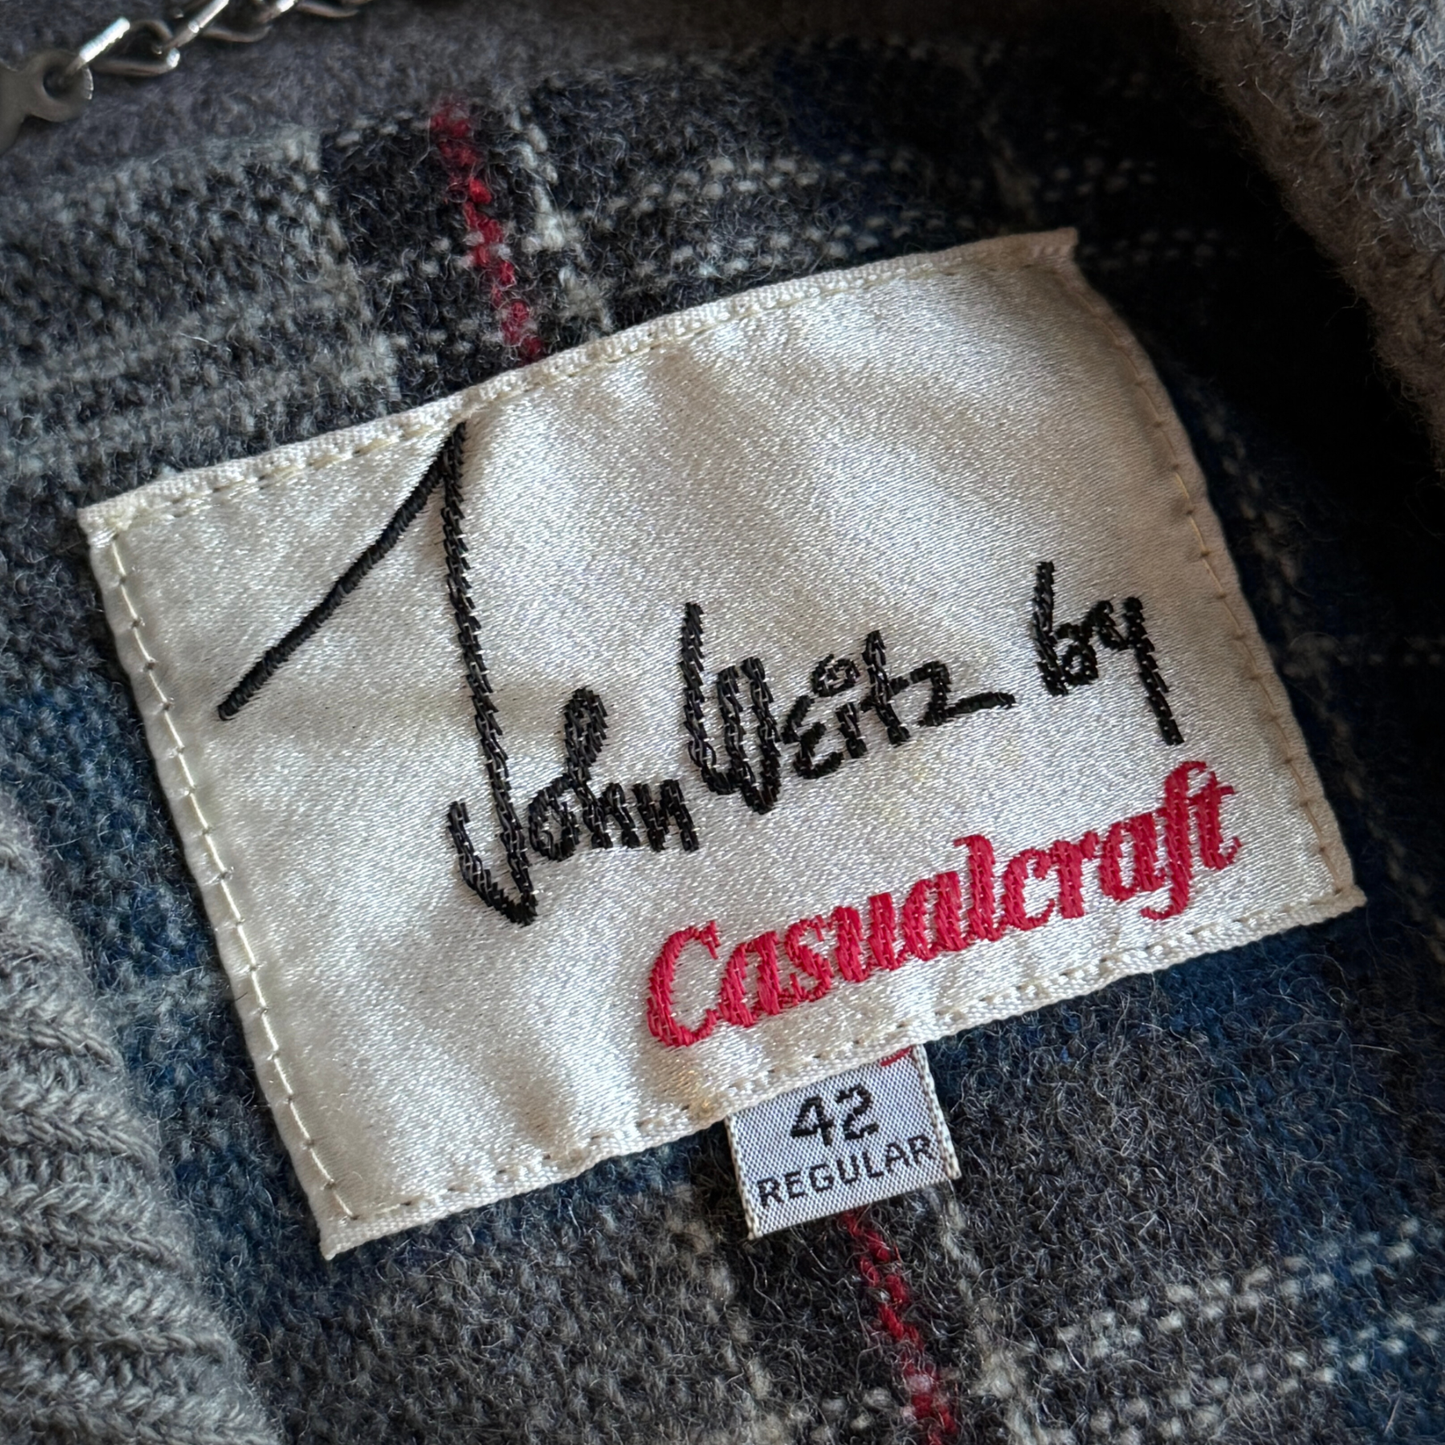 John Weitz by
Casualcraft
42
REGULAR